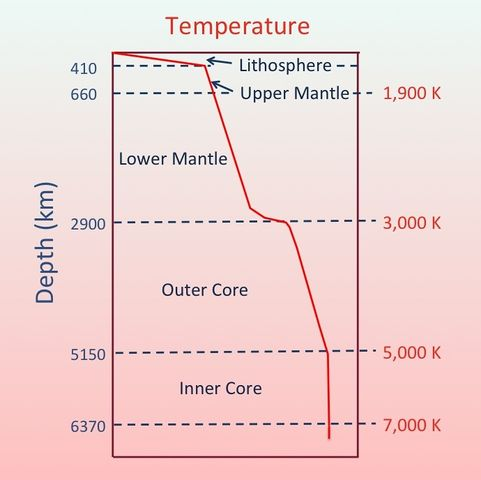 Temperature
410
Lithosphere
660
Upper Mantle
1,900 K
Lower Mantle
Depth (km)
2900
3,000 K
Outer Core
5150
5,000 K
Inner Core
6370
7,000 K